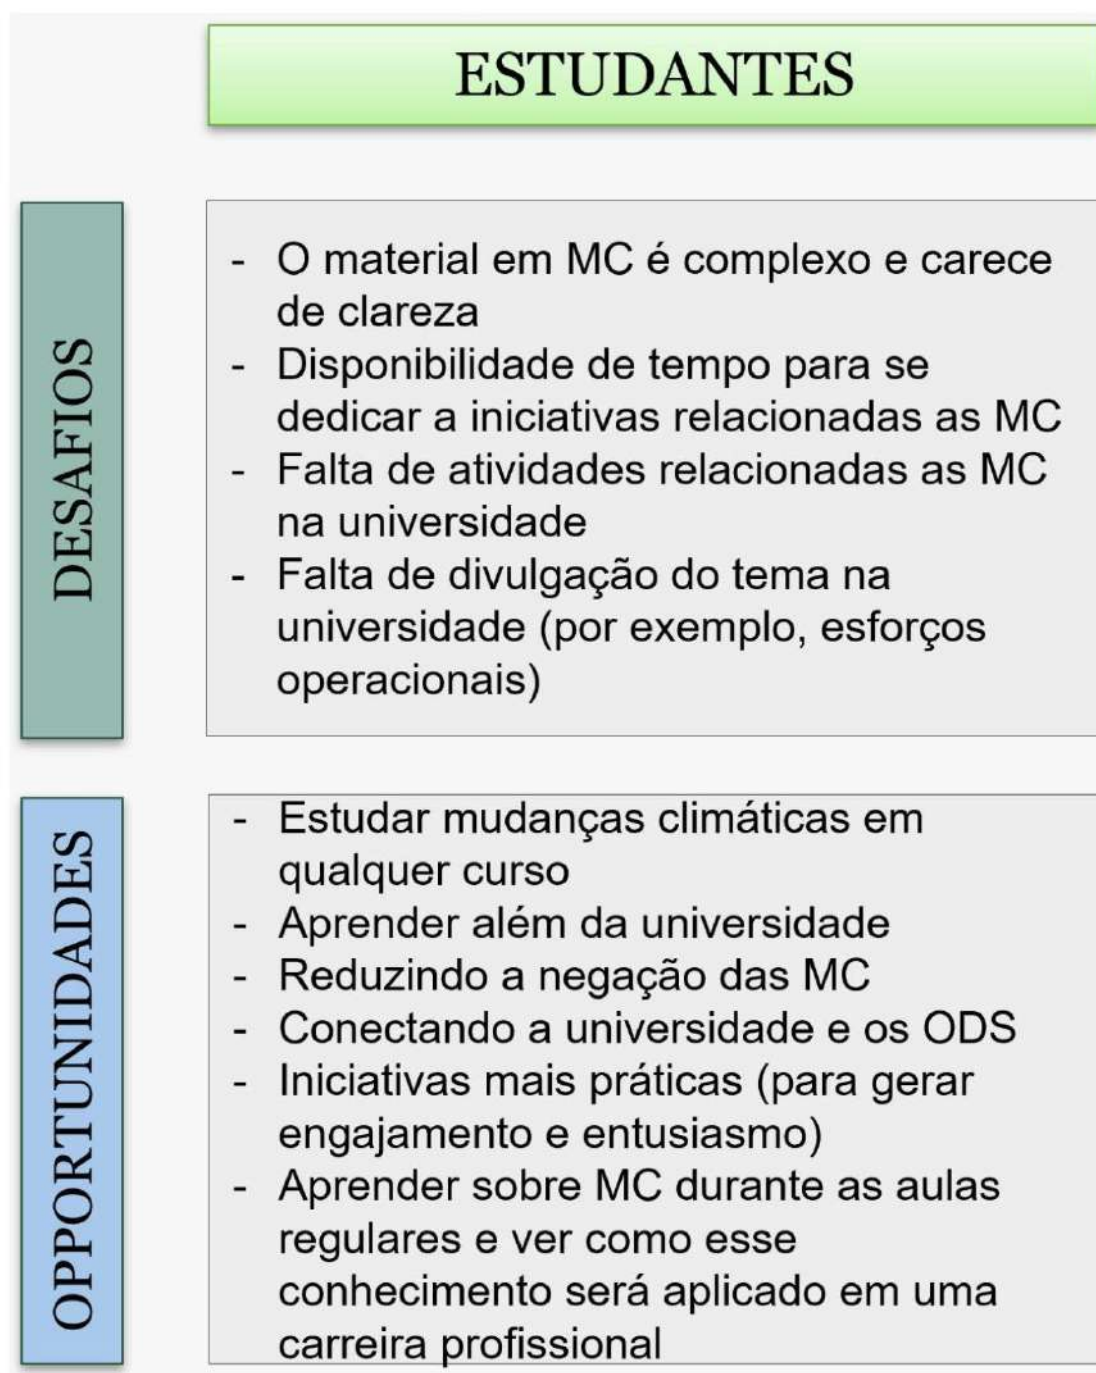 ESTUDANTES
DESAFIOS
- O material em MC é complexo e carece
de clareza
- Disponibilidade de tempo para se
dedicar a iniciativas relacionadas as MC
- Falta de atividades relacionadas as MC
na universidade
- Falta de divulgação do tema na
universidade (por exemplo, esforços
operacionais)
OPPORTUNIDADES
- Estudar mudanças climáticas em
qualquer curso
- Aprender além da universidade
- Reduzindo a negação das MC
- Conectando a universidade e os ODS
- Iniciativas mais práticas (para gerar
engajamento e entusiasmo)
- Aprender sobre MC durante as aulas
regulares e ver como esse
conhecimento será aplicado em uma
carreira profissional